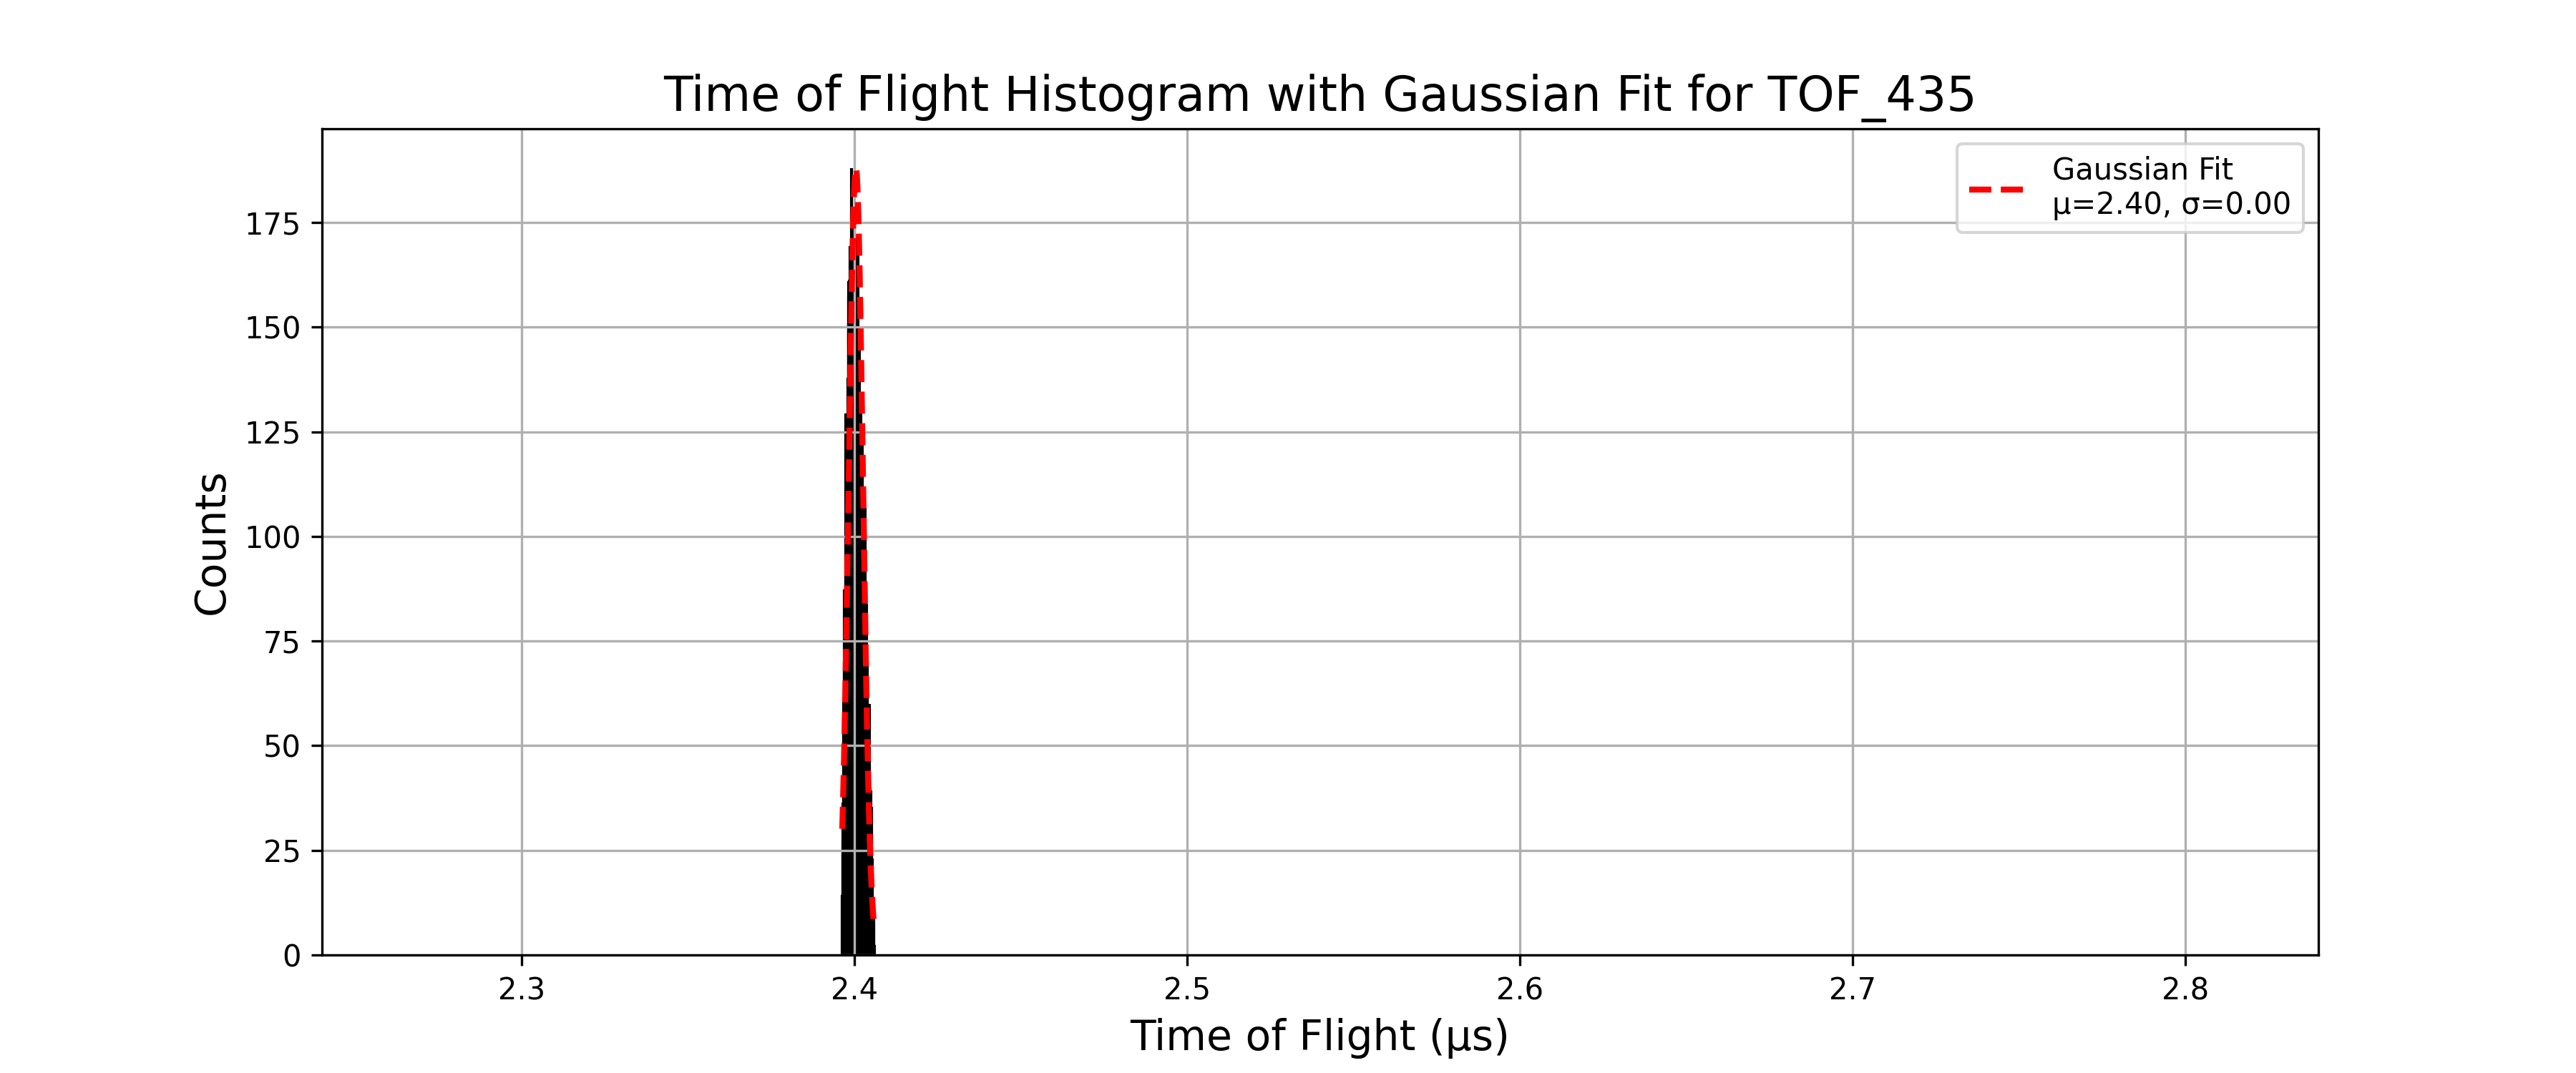 Time of Flight Histogram with Gaussian Fit for TOF_435
Gaussian Fit
μ=2.40, σ=0.00
175
150
125
100
75
50
25
0
Counts
2.3 2.4 2.5 2.6 2.7 2.8
Time of Flight (μs)